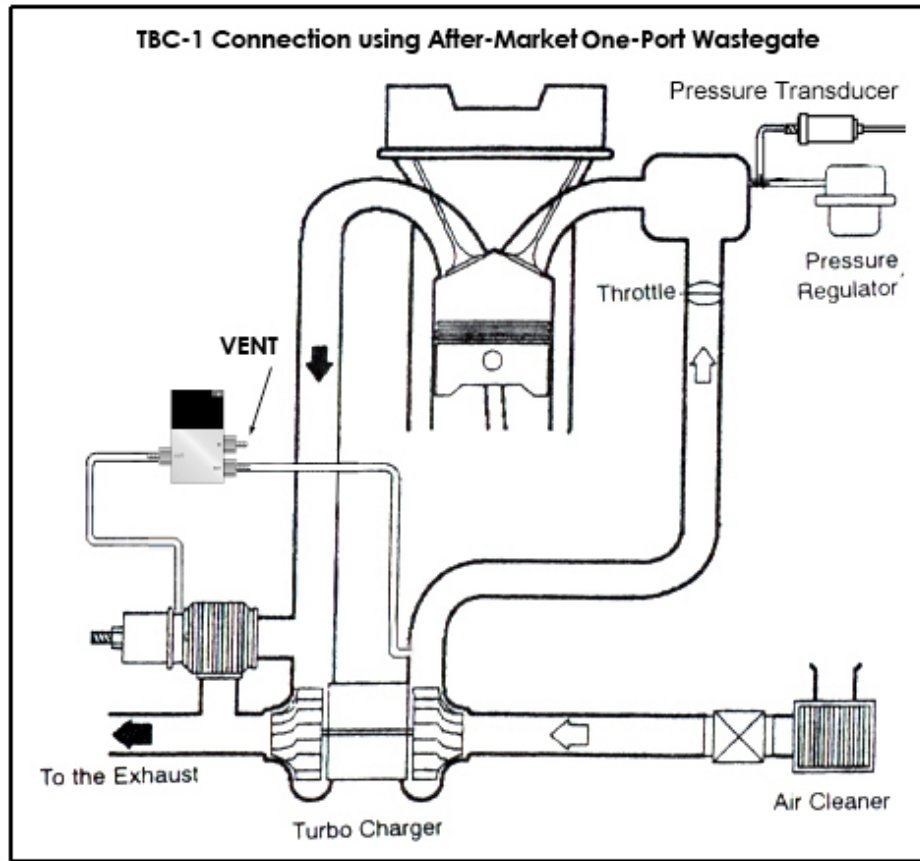 TBC-1 Connection using After-Market One-Port Wastegate
Pressure Transducer
Pressure
Regulator
Throttle
VENT
To the Exhaust
Turbo Charger
Air Cleaner